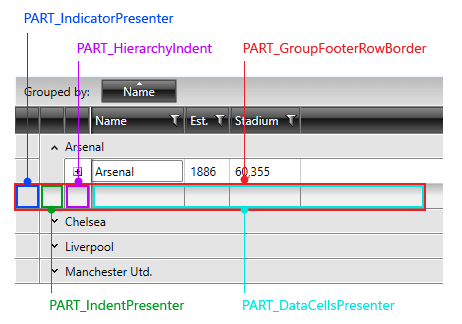 PART_IndicatorPresenter
PART_HierarchyIndent
PART_GroupFooterRowBorder
Grouped by: Name
Name Est. Stadium
Arsenal
Arsenal 1886 60,355
Chelsea
Liverpool
Manchester Utd.
PART_IndentPresenter
PART_DataCellsPresenter